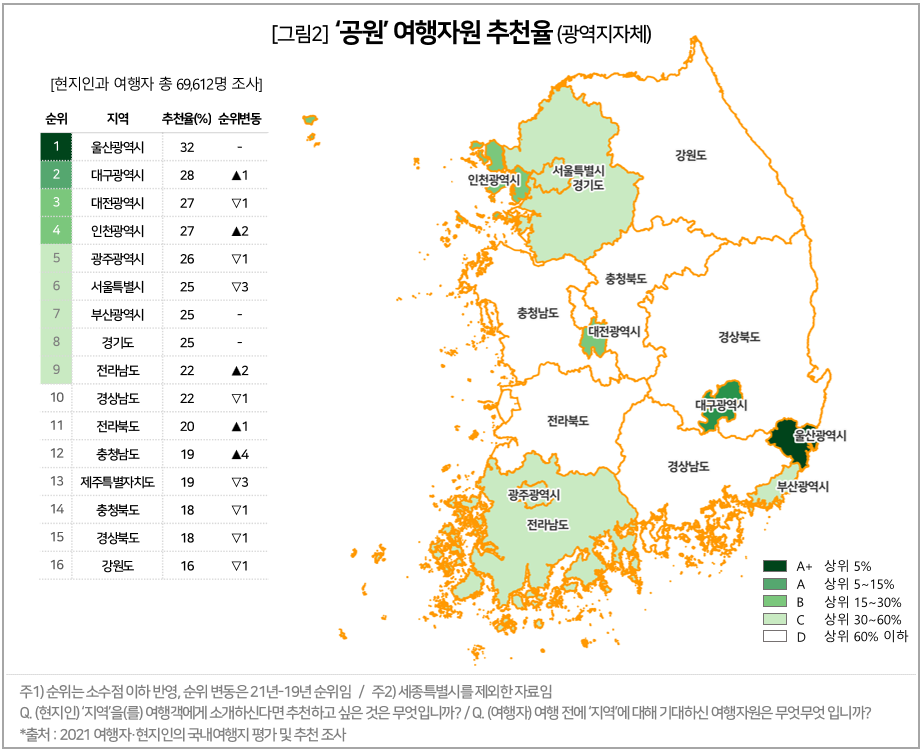 [그림2] ‘공원’ 여행자원 추천율 (광역지자체)
[현지인과 여행자 총 69,612명 조사]
순위 지역 추천율(%) 순위변동
1 울산광역시 32 -
2 대구광역시 28 ▲1
3 대전광역시 27 ▽1
4 인천광역시 27 ▲2
5 광주광역시 26 ▽1
6 서울특별시 25 ▽3
7 부산광역시 25 -
8 경기도 25 -
9 전라남도 22 ▲2
10 경상남도 22 ▽1
11 전라북도 20 ▲1
12 충청남도 19 ▲4
13 제주특별자치도 19 ▽3
14 충청북도 18 ▽1
15 경상북도 18 ▽1
16 강원도 16 ▽1
강원도
서울특별시
인천광역시
경기도
충청북도
충청남도
대전광역시
경상북도
대구광역시
전라북도
울산광역시
경상남도
부산광역시
광주광역시
전라남도
A+ 상위 5%
A 상위 5~15%
B 상위 15~30%
C 상위 30~60%
D 상위 60% 이하
주1) 순위는 소수점 이하 반영, 순위 변동은 21년-19년 순위임 / 주2) 세종특별시를 제외한 자료임
Q. (현지인) ‘지역’을(를) 여행객에게 소개하신다면 추천하고 싶은 것은 무엇입니까? / Q. (여행자) 여행 전에 ‘지역’에 대해 기대하신 여행자원은 무엇무엇 입니까?
*출처 : 2021 여행자·현지인의 국내여행지 평가 및 추천 조사